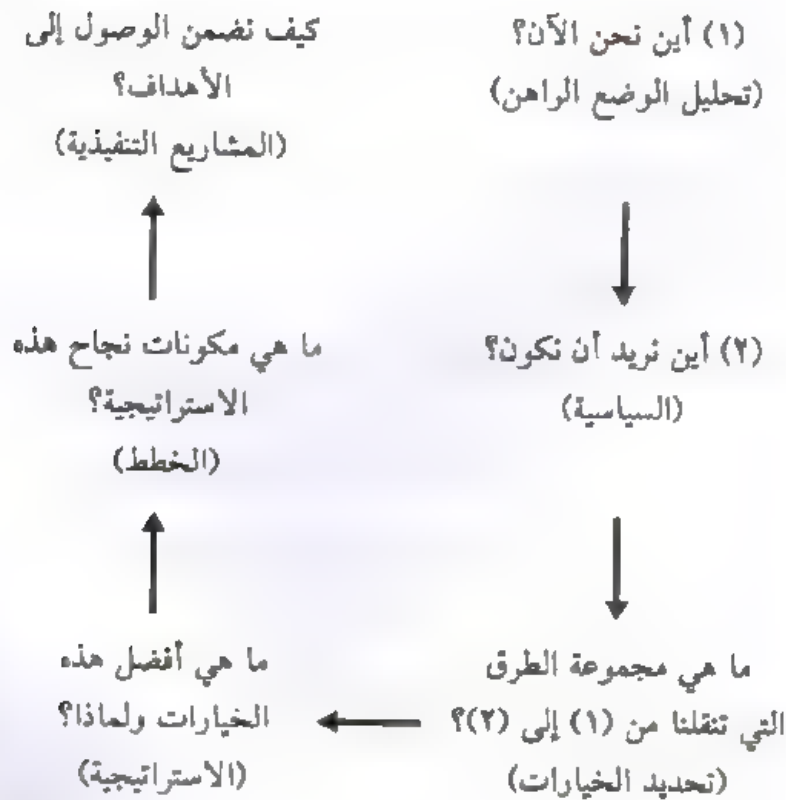 (١) أين نحن الآن؟
(تحليل الوضع الراهن)
(٢) أين نريد أن نكون؟
(السياسية)
ما هي مجموعة الطرق
التي تنقلنا من (١) إلى (٢)؟
(تحديد الخيارات)
ما هي أفضل هذه
الخيارات ولماذا؟
(الاستراتيجية)
ما هي مكونات نجاح هذه
الاستراتيجية؟
(الخطط)
كيف نضمن الوصول إلى
الأهداف؟
(المشاريع التنفيذية)